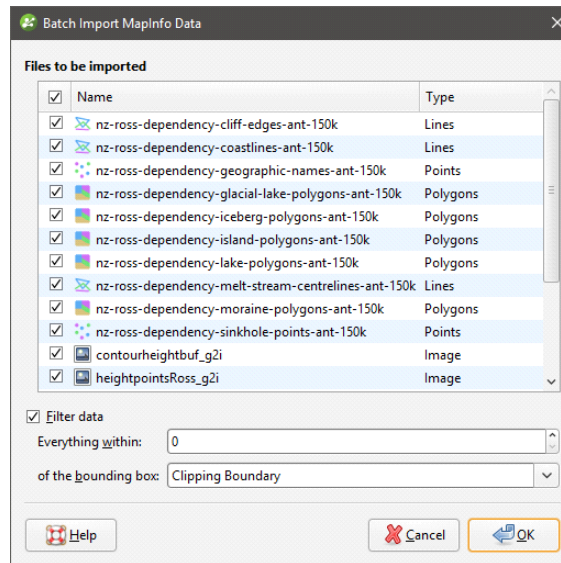 Batch Import MapInfo Data
Files to be imported
Name Type
nz-ross-dependency-cliff-edges-ant-150k Lines
nz-ross-dependency-coastlines-ant-150k Lines
nz-ross-dependency-geographic-names-ant-150k Points
nz-ross-dependency-glacial-lake-polygons-ant-150k Polygons
nz-ross-dependency-iceberg-polygons-ant-150k Polygons
nz-ross-dependency-island-polygons-ant-150k Polygons
nz-ross-dependency-lake-polygons-ant-150k Polygons
nz-ross-dependency-melt-stream-centrelines-ant-150k Lines
nz-ross-dependency-moraine-polygons-ant-150k Polygons
nz-ross-dependency-sinkhole-points-ant-150k Points
contourheightbuf_g2i Image
heightpointsRoss_g2i Image
Filter data
Everything within: 0
of the bounding box: Clipping Boundary
Help Cancel OK